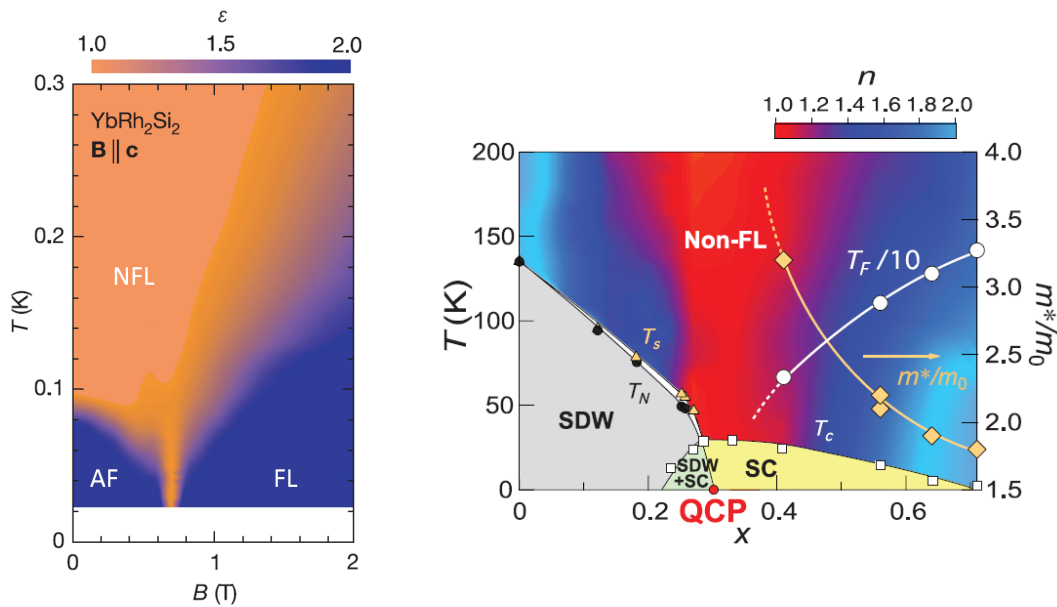 ε
1.0 1.5 2.0
0.3
0.2
0.1
0
T (K)
YbRh2Si2
B || c
NFL
AF
FL
0 1 2
B (T)
n
1.0 1.2 1.4 1.6 1.8 2.0
200
150
100
50
0
T (K)
4.0
3.5
3.0
2.5
2.0
1.5
m*/m0
Non-FL
TF /10
Ts
m*/m0
TN
Tc
SDW
SDW
+SC
SC
QCP
0 0.2 0.4 0.6
x